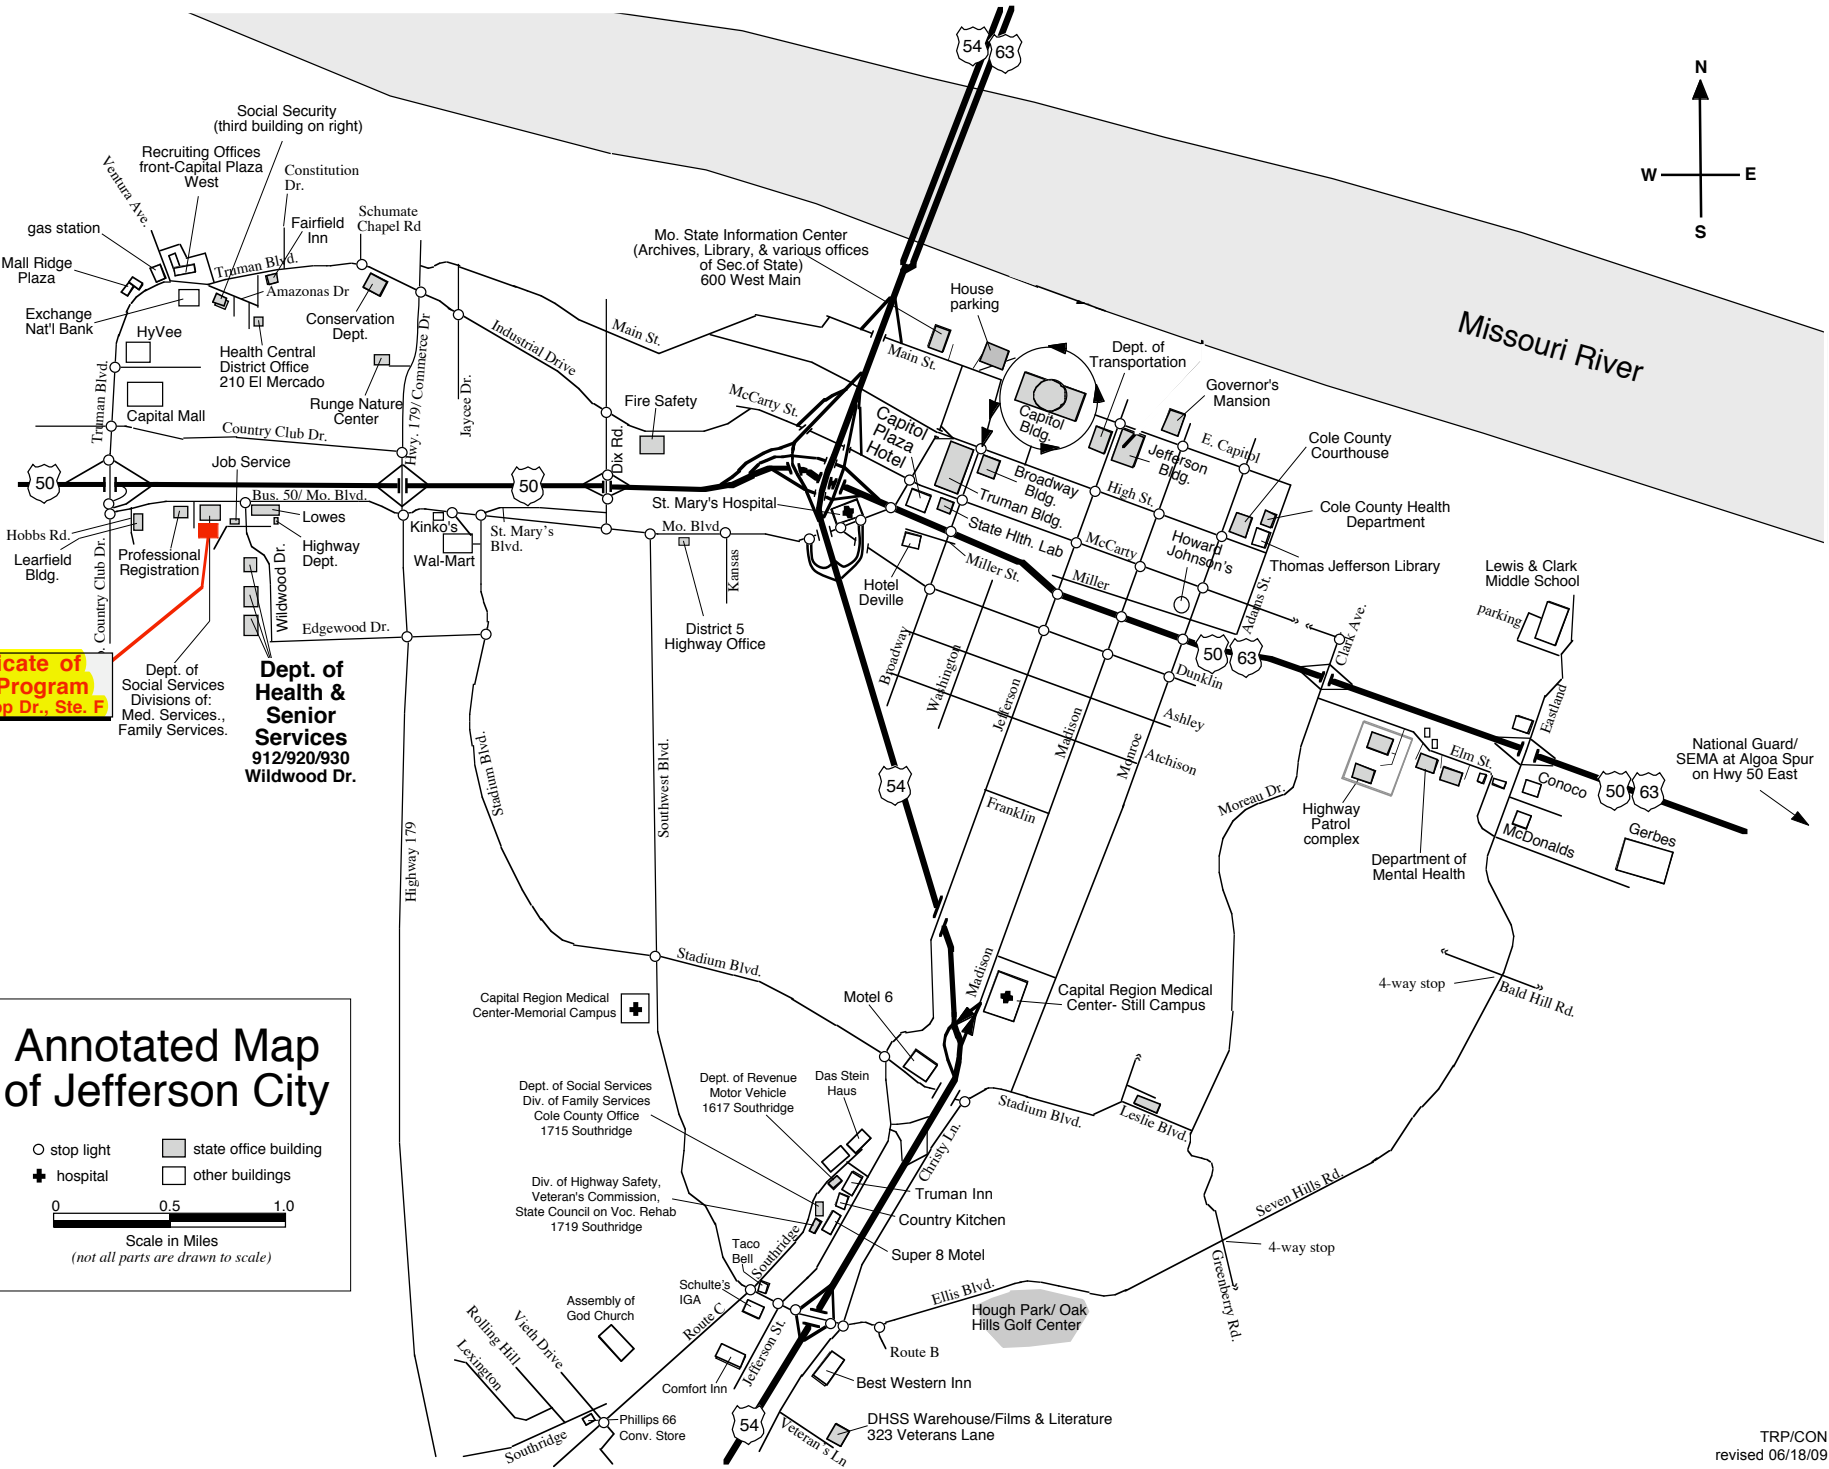 54
63
N
W
E
S
Missouri River
Social Security
(third building on right)
Recruiting Offices
front-Capital Plaza
West
Constitution
Dr.
Ventura Ave.
gas station
Mall Ridge
Plaza
Fairfield
Inn
Schumate
Chapel Rd
Truman Blvd.
Amazonas Dr
Exchange
Nat'l Bank
HyVee
Conservation
Dept.
Health Central
District Office
210 El Mercado
Runge Nature
Center
Hwy. 179/ Commerce Dr
Jaycee Dr.
Industrial Drive
Main St.
Truman Blvd.
Capital Mall
Country Club Dr.
Job Service
50
Bus. 50/ Mo. Blvd.
50
Dix Rd.
Fire Safety
McCarty St.
Mo. State Information Center
(Archives, Library, & various offices
of Sec.of State)
600 West Main
House
parking
Main St.
Capitol
Bldg.
Dept. of
Transportation
Governor's
Mansion
Jefferson
Bldg.
E. Capitol
Cole County
Courthouse
Cole County Health
Department
Thomas Jefferson Library
Capitol
Plaza
Hotel
Broadway
Bldg.
Truman Bldg.
State Hlth. Lab
High St.
McCarty
Howard
Johnson's
Miller St.
Miller
Adams St.
St. Mary's Hospital
Hotel
Deville
Hobbs Rd.
Learfield
Bldg.
Country Club Dr.
Professional
Registration
Lowes
Highway
Dept.
Wildwood Dr.
Kinko's
Wal-Mart
St. Mary's
Blvd.
Mo. Blvd.
Kansas
District 5
Highway Office
Edgewood Dr.
icate of
Program
op Dr., Ste. F
Dept. of
Social Services
Divisions of:
Med. Services.,
Family Services.
Dept. of
Health &
Senior
Services
912/920/930
Wildwood Dr.
Stadium Blvd.
Southwest Blvd.
Highway 179
54
Broadway
Washington
Jefferson
Madison
Monroe
Dunklin
Ashley
Atchison
Franklin
50
63
Clark Ave.
Lewis & Clark
Middle School
parking
Eastland
Elm St.
Conoco
McDonalds
Gerbes
50
63
National Guard/
SEMA at Algoa Spur
on Hwy 50 East
Moreau Dr.
Highway
Patrol
complex
Department of
Mental Health
4-way stop
Bald Hill Rd.
Stadium Blvd.
Capital Region Medical
Center-Memorial Campus
Motel 6
Madison
Capital Region Medical
Center- Still Campus
Dept. of Social Services
Div. of Family Services
Cole County Office
1715 Southridge
Dept. of Revenue
Motor Vehicle
1617 Southridge
Das Stein
Haus
Stadium Blvd.
Leslie Blvd.
Christy Ln.
Div. of Highway Safety,
Veteran's Commission,
State Council on Voc. Rehab
1719 Southridge
Truman Inn
Country Kitchen
Super 8 Motel
Taco
Bell
Southridge
Schulte's
IGA
Route C
Jefferson St.
Ellis Blvd.
Seven Hills Rd.
4-way stop
Greenberry Rd.
Hough Park/ Oak
Hills Golf Center
Route B
Assembly of
God Church
Comfort Inn
Best Western Inn
Vieth Drive
Rolling Hill
Lexington
Phillips 66
Conv. Store
Southridge
54
Veteran's Ln
DHSS Warehouse/Films & Literature
323 Veterans Lane
Annotated Map
of Jefferson City
stop light
state office building
hospital
other buildings
0 0.5 1.0
Scale in Miles
(not all parts are drawn to scale)
TRP/CON
revised 06/18/09